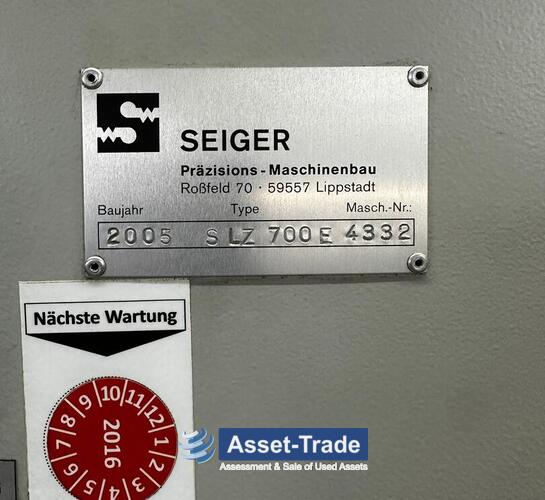 SEIGER
Präzisions-Maschinenbau
Roßfeld 70 · 59557 Lippstadt
Baujahr Type Masch.-Nr.:
2005 S LZ 700 E 4332
Nächste Wartung
1 2 3 4 5 6 7 8 9 10 11 12
2016
Asset-Trade
Assessment & Sale of Used Assets